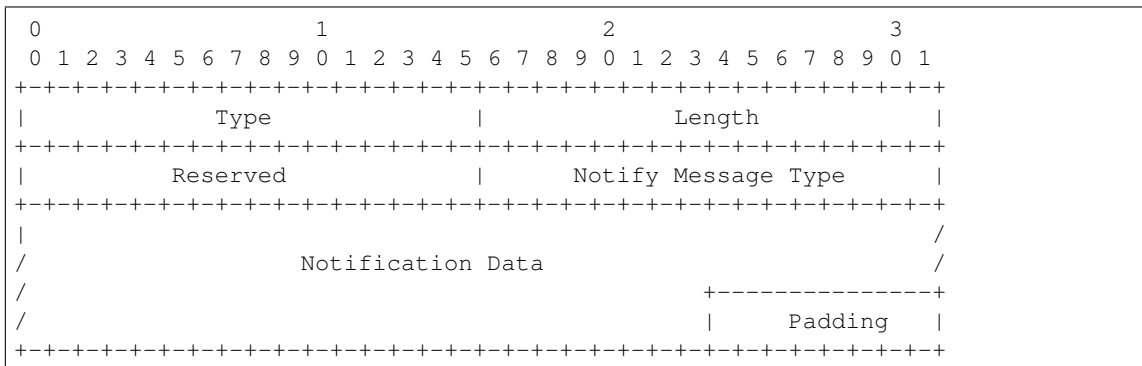 0                   1                   2                   3
 0 1 2 3 4 5 6 7 8 9 0 1 2 3 4 5 6 7 8 9 0 1 2 3 4 5 6 7 8 9 0 1
+-+-+-+-+-+-+-+-+-+-+-+-+-+-+-+-+-+-+-+-+-+-+-+-+-+-+-+-+-+-+-+-+
|             Type              |             Length            |
+-+-+-+-+-+-+-+-+-+-+-+-+-+-+-+-+-+-+-+-+-+-+-+-+-+-+-+-+-+-+-+-+
|          Reserved             |      Notify Message Type      |
+-+-+-+-+-+-+-+-+-+-+-+-+-+-+-+-+-+-+-+-+-+-+-+-+-+-+-+-+-+-+-+-+
|                                                               /
/                   Notification Data                           /
/                                               +---------------+
/                                               |     Padding   |
+-+-+-+-+-+-+-+-+-+-+-+-+-+-+-+-+-+-+-+-+-+-+-+-+-+-+-+-+-+-+-+-+